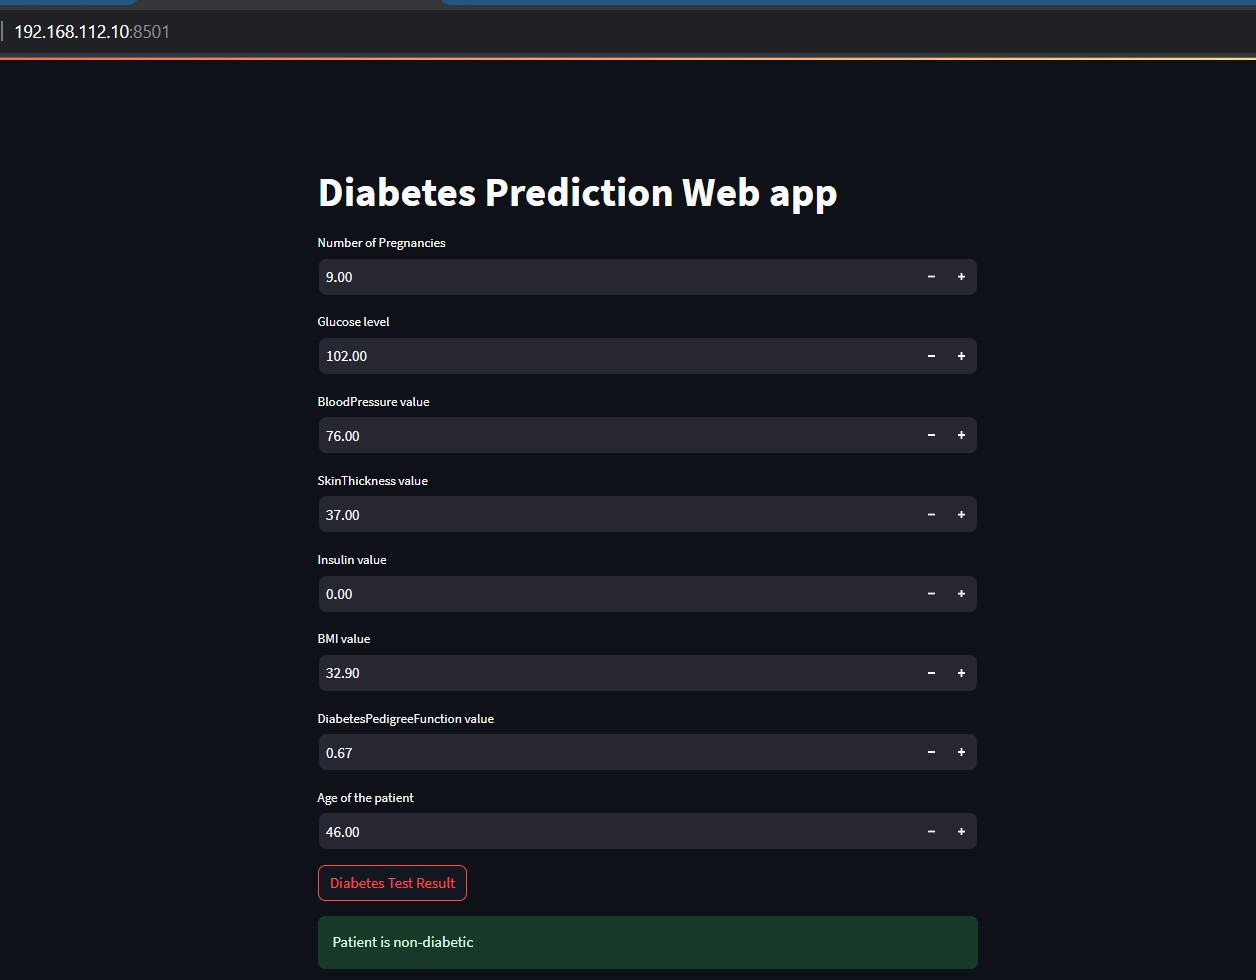 192.168.112.10:8501
Diabetes Prediction Web app
Number of Pregnancies
9.00
Glucose level
102.00
BloodPressure value
76.00
SkinThickness value
37.00
Insulin value
0.00
BMI value
32.90
DiabetesPedigreeFunction value
0.67
Age of the patient
46.00
Diabetes Test Result
Patient is non-diabetic